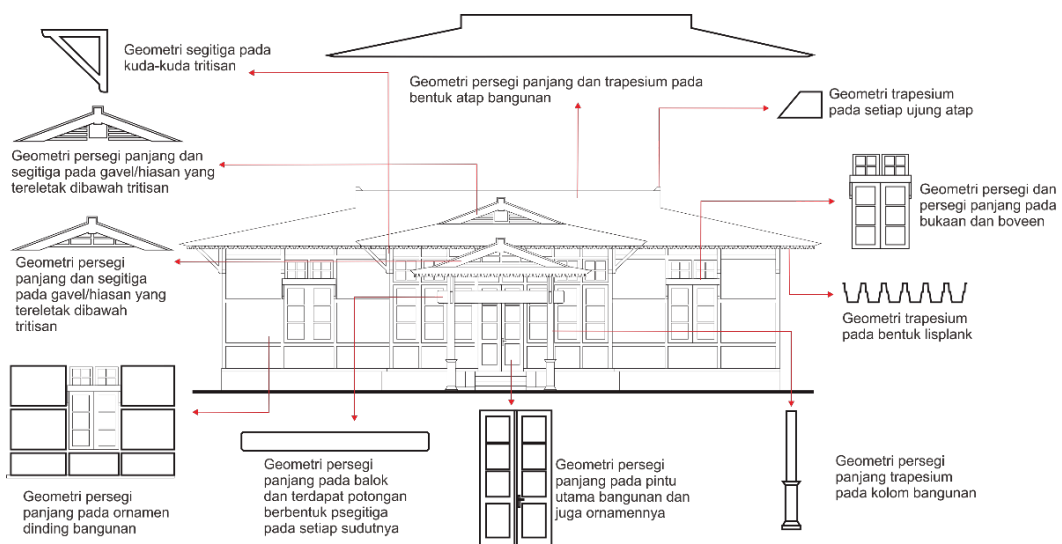 Geometri segitiga pada
kuda-kuda tritisan
Geometri persegi panjang dan trapesium pada
bentuk atap bangunan
Geometri trapesium
pada setiap ujung atap
Geometri persegi panjang dan
segitiga pada gavel/hiasan yang
tereletak dibawah tritisan
Geometri persegi dan
persegi panjang pada
bukaan dan boveen
Geometri persegi
panjang dan segitiga
pada gavel/hiasan yang
tereletak dibawah
tritisan
Geometri trapesium
pada bentuk lisplank
Geometri persegi
panjang pada ornamen
dinding bangunan
Geometri persegi
panjang pada balok
dan terdapat potongan
berbentuk psegitiga
pada setiap sudutnya
Geometri persegi
panjang pada pintu
utama bangunan dan
juga ornamennya
Geometri persegi
panjang trapesium
pada kolom bangunan